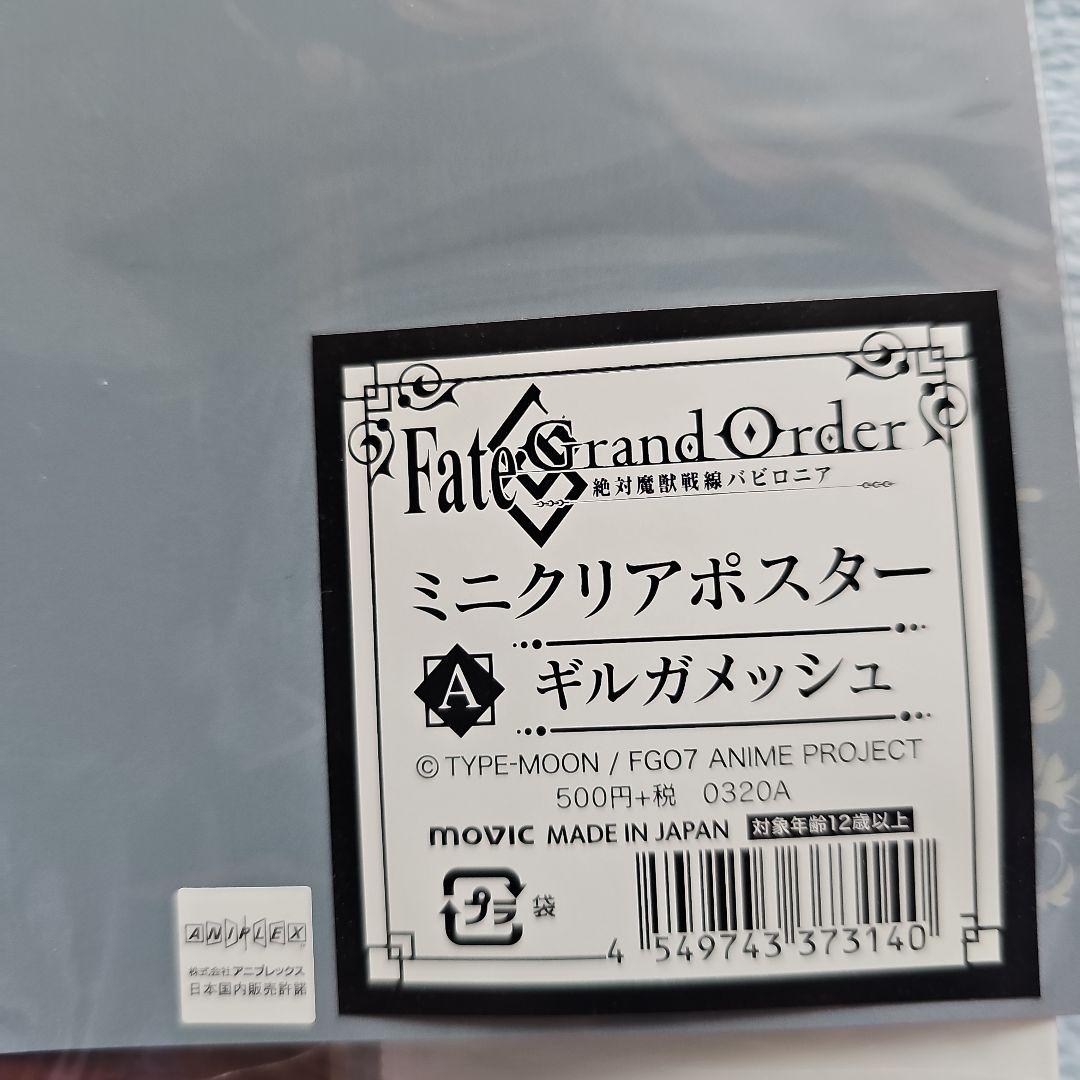 Fate/Grand Order
絶対魔獣戦線バビロニア
ミニクリアポスター
A ギルガメッシュ
© TYPE-MOON / FGO7 ANIME PROJECT
500円+税 0320A
movic MADE IN JAPAN 対象年齢12歳以上
プラ 袋
4 549743 373140
ANIPLEX
株式会社アニプレックス
日本国内販売許諾